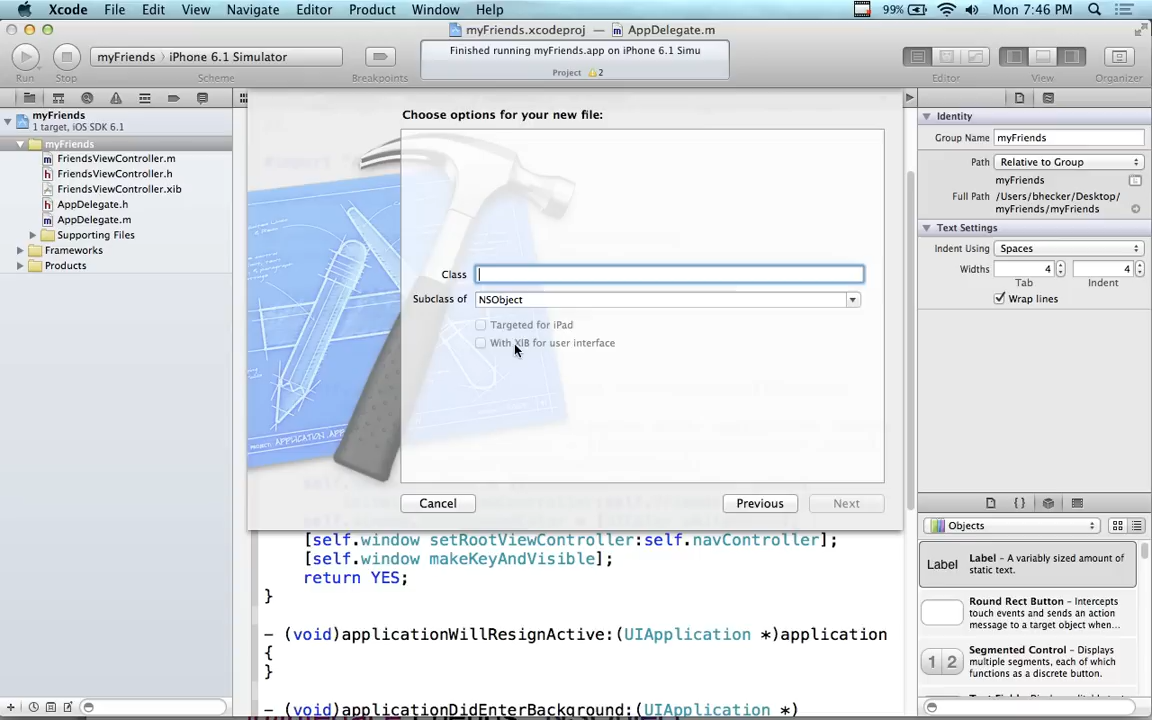 Xcode File Edit View Navigate Editor Product Window Help 99% Mon 7:46 PM
myFriends.xcodeproj — AppDelegate.m
myFriends iPhone 6.1 Simulator
Finished running myFriends.app on iPhone 6.1 Simu
Project 2
Run Stop Scheme Breakpoints Editor View Organizer
myFriends
1 target, iOS SDK 6.1
myFriends
FriendsViewController.m
FriendsViewController.h
FriendsViewController.xib
AppDelegate.h
AppDelegate.m
Supporting Files
Frameworks
Products
Choose options for your new file:
Class
Subclass of NSObject
Targeted for iPad
With XIB for user interface
Cancel Previous Next
[self.window setRootViewController:self.navController];
[self.window makeKeyAndVisible];
return YES;
}
- (void)applicationWillResignActive:(UIApplication *)application
{
}
- (void)applicationDidEnterBackground:(UIApplication *)
Identity
Group Name myFriends
Path Relative to Group
myFriends
Full Path /Users/bhecker/Desktop/
myFriends/myFriends
Text Settings
Indent Using Spaces
Widths 4 4
Tab Indent
Wrap lines
Objects
Label Label - A variably sized amount of
static text.
Round Rect Button - Intercepts
touch events and sends an action
message to a target object when...
1 2 Segmented Control - Displays
multiple segments, each of which
functions as a discrete button.